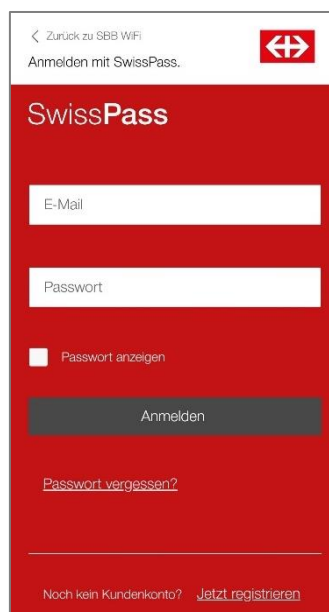 Zurück zu SBB WiFi
Anmelden mit SwissPass.
SwissPass
E-Mail
Passwort
Passwort anzeigen
Anmelden
Passwort vergessen?
Noch kein Kundenkonto? Jetzt registrieren